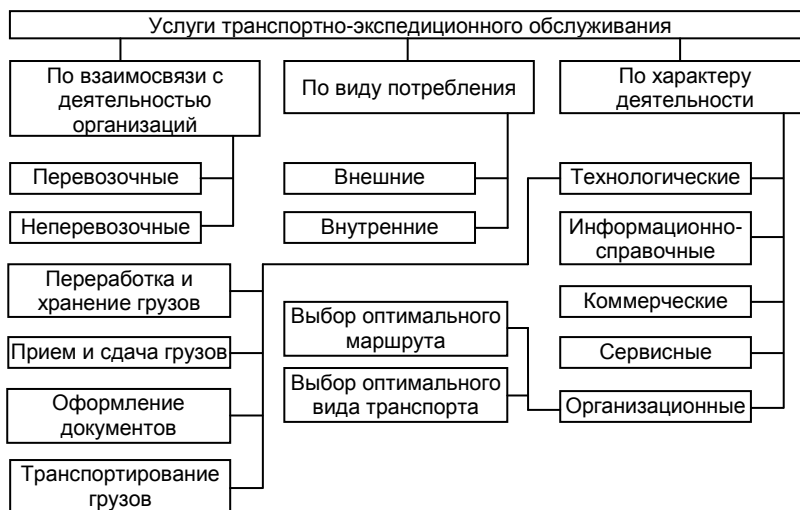 Услуги транспортно-экспедиционного обслуживания
По взаимосвязи с
деятельностью
организаций
По виду потребления
По характеру
деятельности
Перевозочные
Внешние
Технологические
Неперевозочные
Внутренние
Информационно-
справочные
Переработка и
хранение грузов
Выбор оптимального
маршрута
Коммерческие
Прием и сдача грузов
Сервисные
Оформление
документов
Выбор оптимального
вида транспорта
Организационные
Транспортирование
грузов